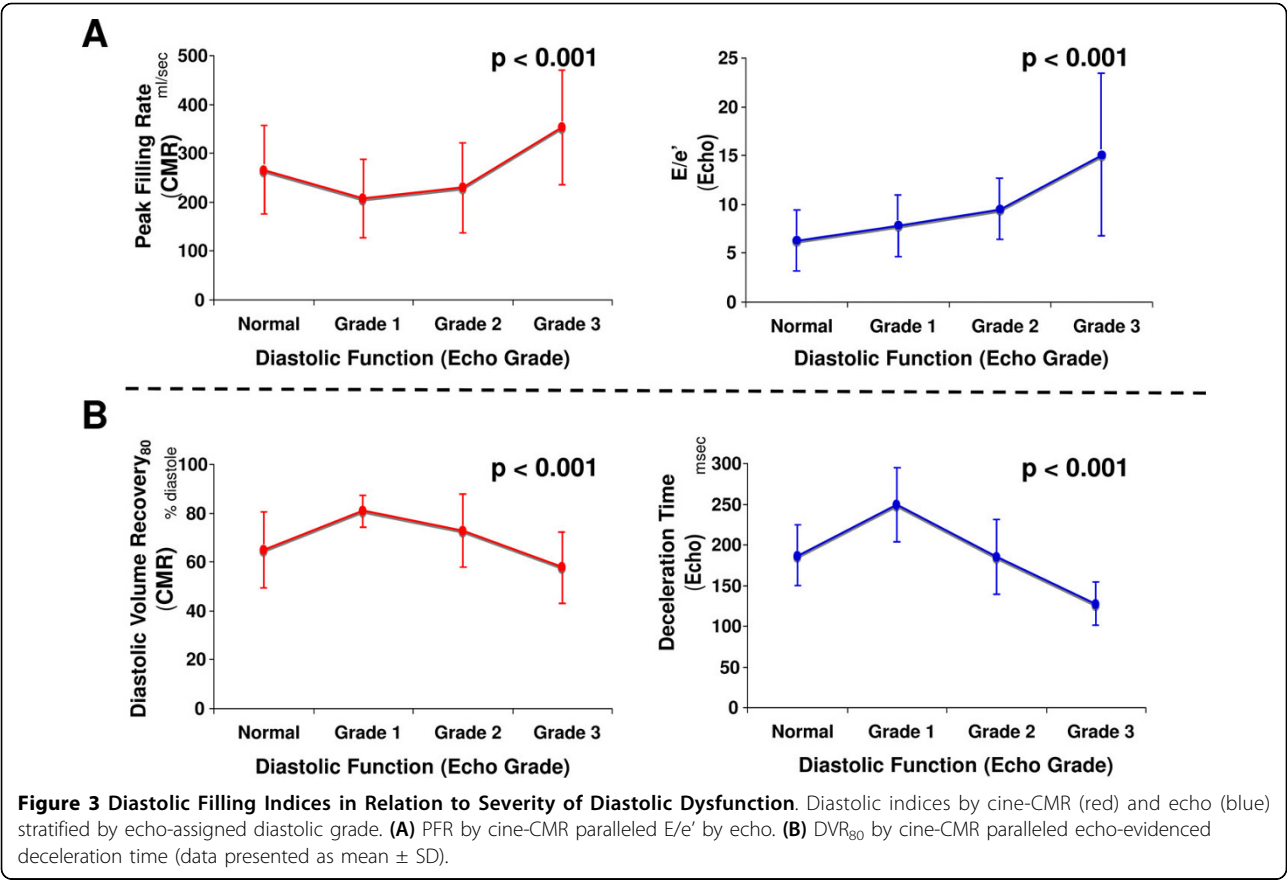 A
p < 0.001
Peak Filling Rate
(CMR)
ml/sec
500
400
300
200
100
0
Normal Grade 1 Grade 2 Grade 3
Diastolic Function (Echo Grade)
p < 0.001
E/e'
(Echo)
25
20
15
10
5
0
Normal Grade 1 Grade 2 Grade 3
Diastolic Function (Echo Grade)
B
p < 0.001
Diastolic Volume Recovery80
(CMR)
% diastole
100
80
60
40
20
0
Normal Grade 1 Grade 2 Grade 3
Diastolic Function (Echo Grade)
p < 0.001
Deceleration Time
(Echo)
msec
300
250
200
150
100
50
0
Normal Grade 1 Grade 2 Grade 3
Diastolic Function (Echo Grade)
Figure 3 Diastolic Filling Indices in Relation to Severity of Diastolic Dysfunction. Diastolic indices by cine-CMR (red) and echo (blue)
stratified by echo-assigned diastolic grade. (A) PFR by cine-CMR paralleled E/e' by echo. (B) DVR80 by cine-CMR paralleled echo-evidenced
deceleration time (data presented as mean ± SD).